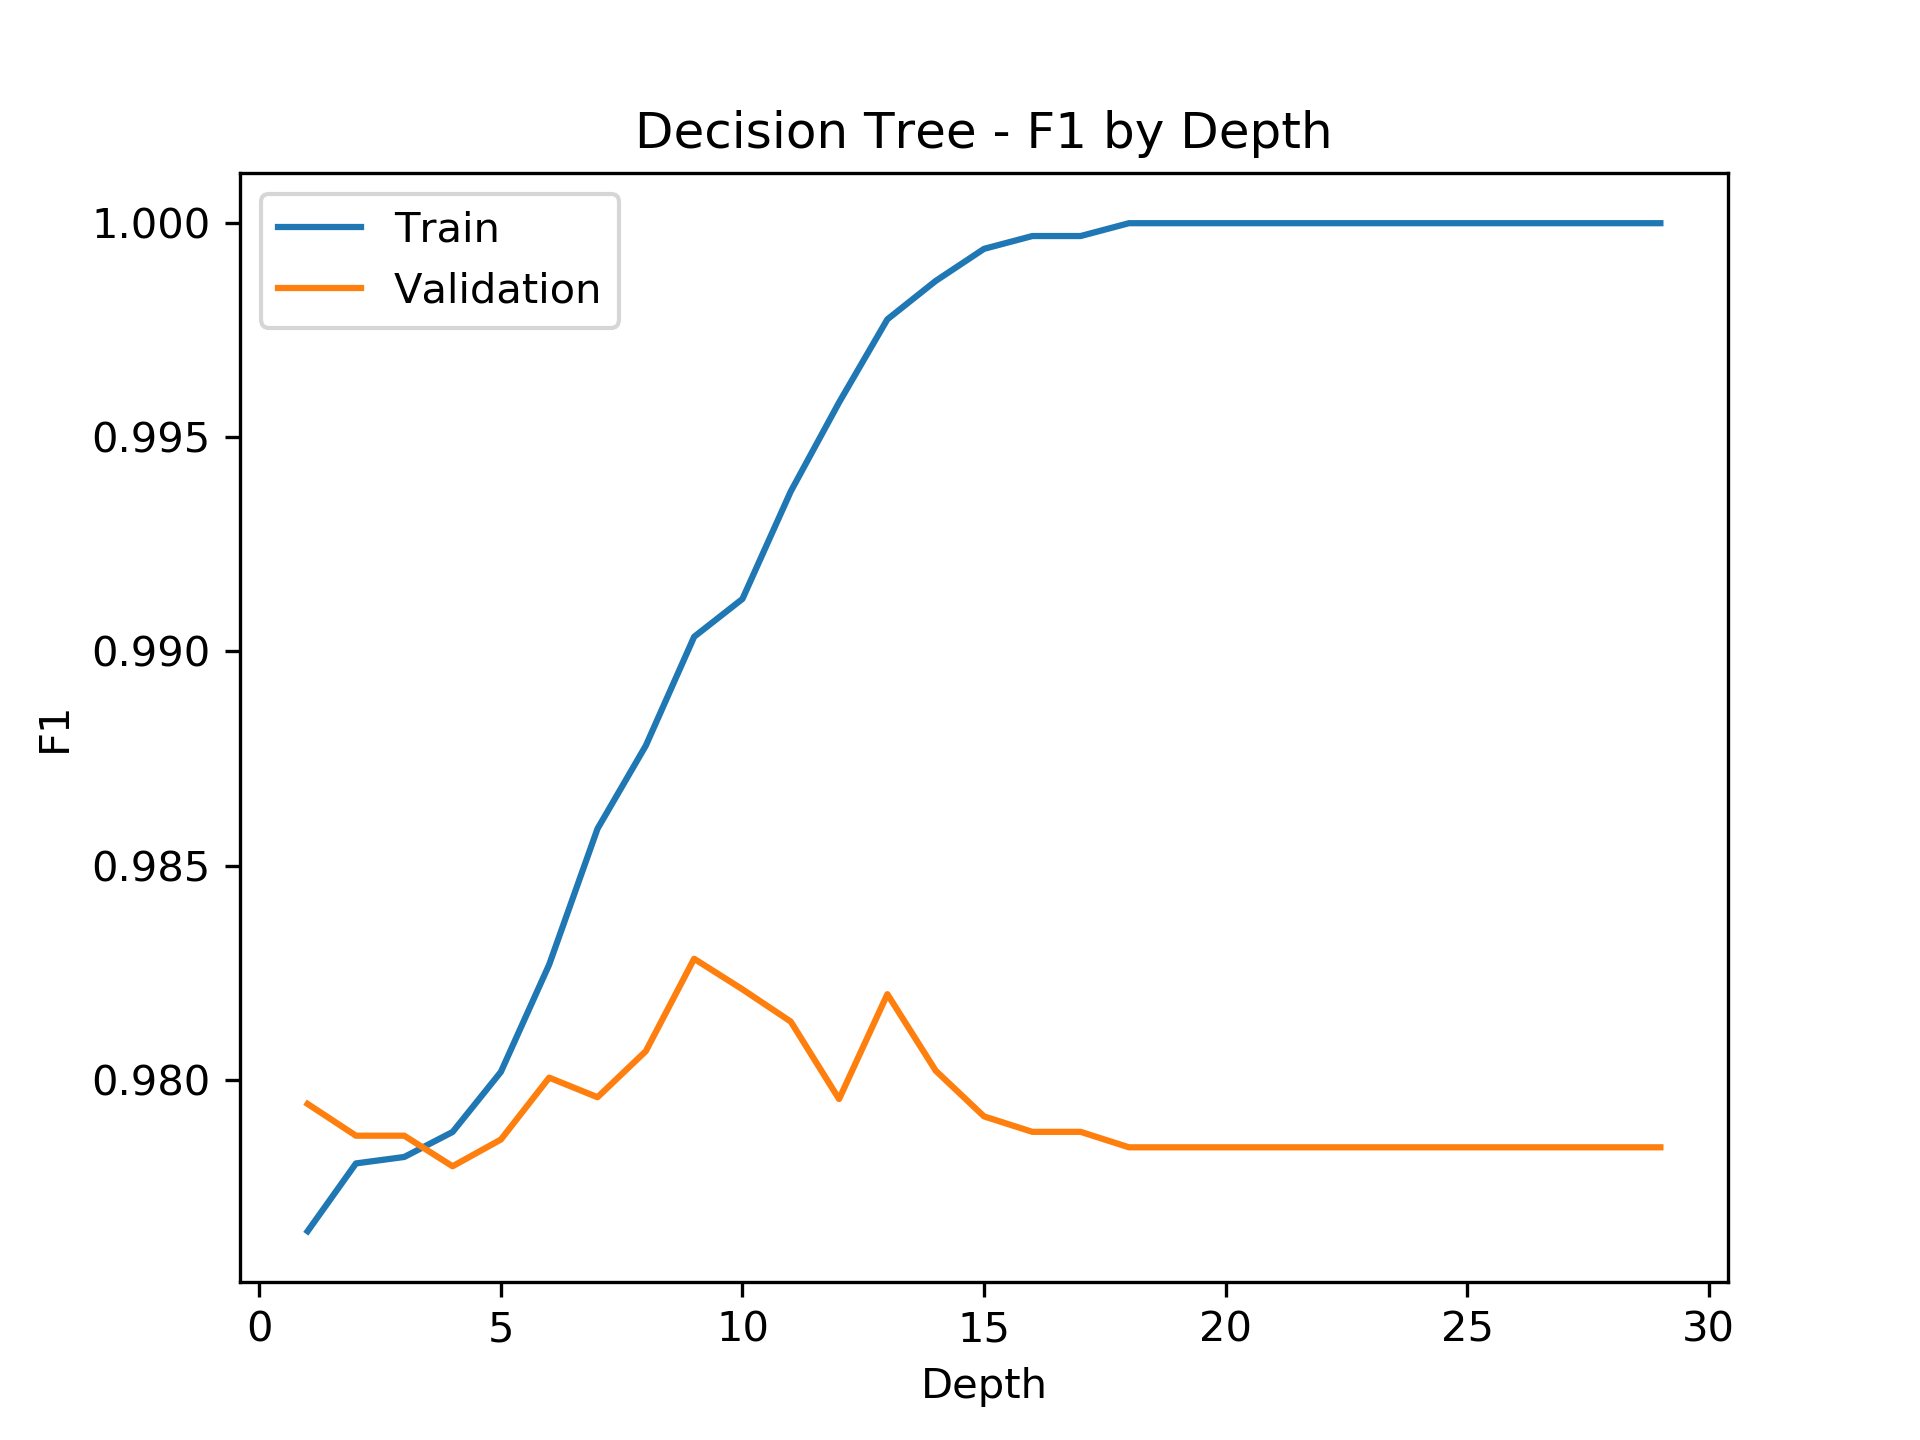 Decision Tree - F1 by Depth
Train
Validation
1.000
0.995
0.990
0.985
0.980
F1
0 5 10 15 20 25 30
Depth